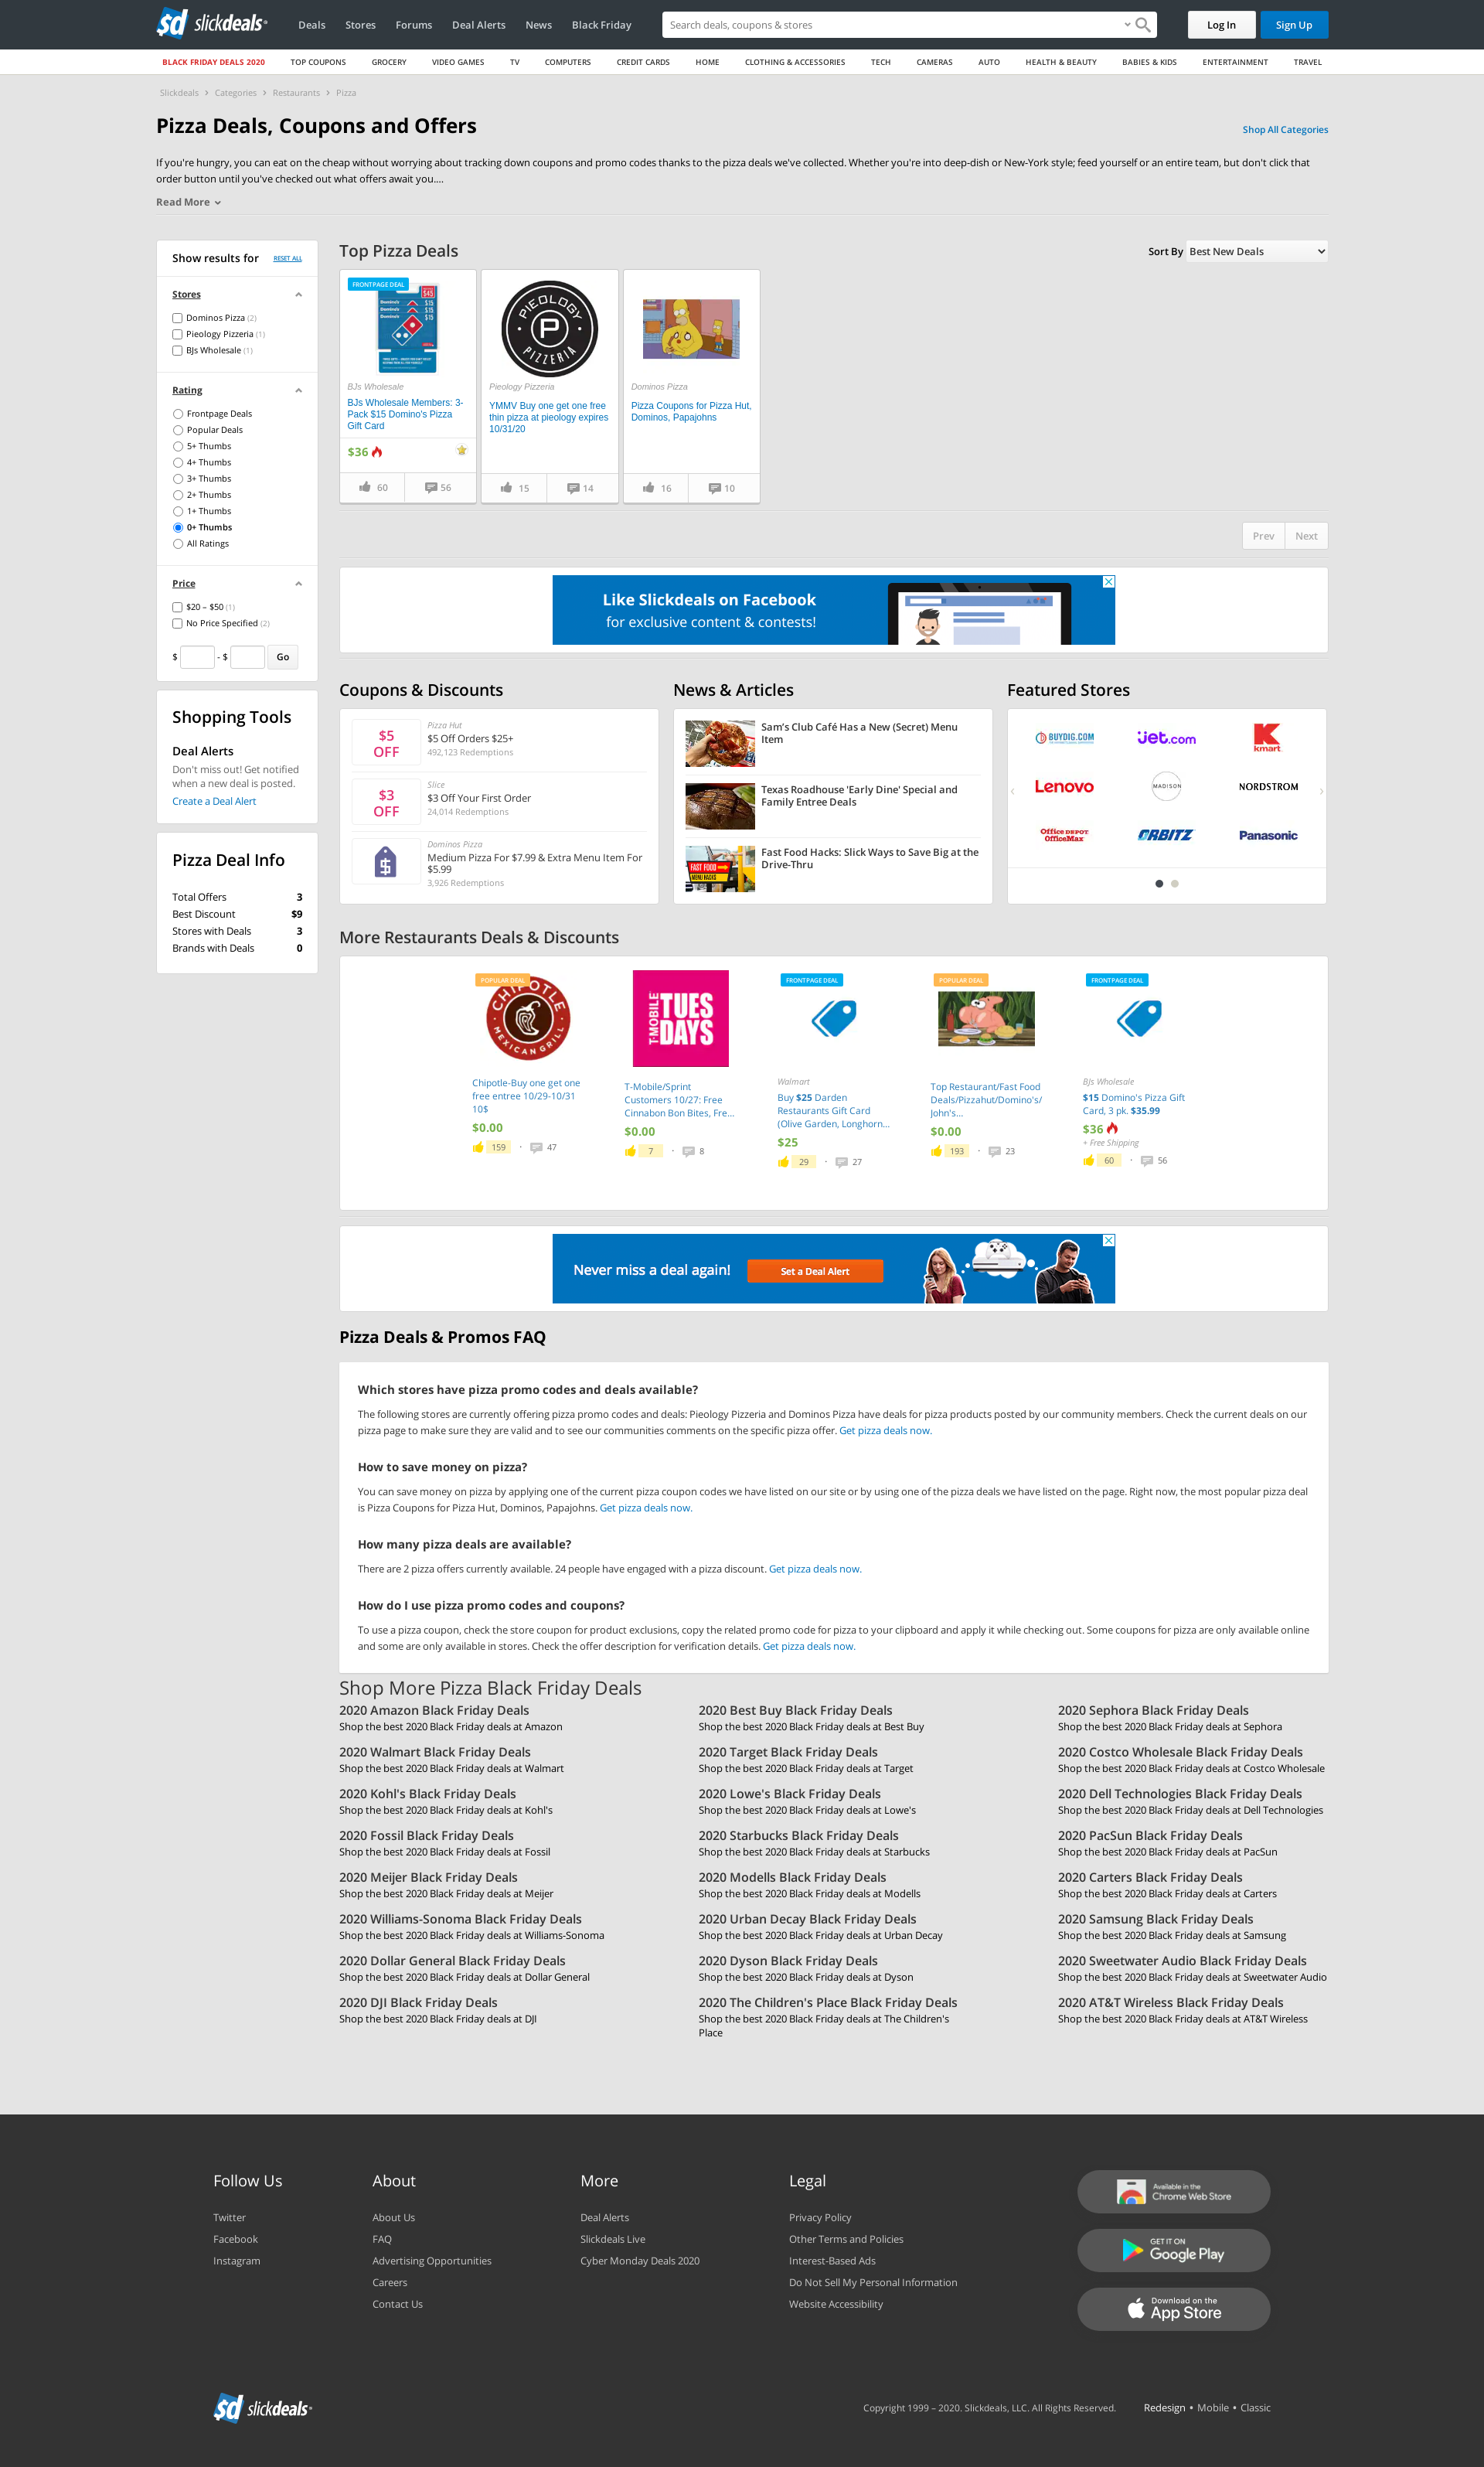 slickdeals
Deals
Stores
Forums
Deal Alerts
News
Black Friday
Search deals, coupons & stores
Log In
Sign Up
BLACK FRIDAY DEALS 2020
TOP COUPONS
GROCERY
VIDEO GAMES
TV
COMPUTERS
CREDIT CARDS
HOME
CLOTHING & ACCESSORIES
TECH
CAMERAS
AUTO
HEALTH & BEAUTY
BABIES & KIDS
ENTERTAINMENT
TRAVEL
Slickdeals › Categories › Restaurants › Pizza
Pizza Deals, Coupons and Offers
Shop All Categories
If you're hungry, you can eat on the cheap without worrying about tracking down coupons and promo codes thanks to the pizza deals we've collected. Whether you're into deep-dish or New-York style; feed yourself or an entire team, but don't click that
order button until you've checked out what offers await you....
Read More
Show results for
RESET ALL
Stores
Dominos Pizza (2)
Pieology Pizzeria (1)
BJs Wholesale (1)
Rating
Frontpage Deals
Popular Deals
5+ Thumbs
4+ Thumbs
3+ Thumbs
2+ Thumbs
1+ Thumbs
0+ Thumbs
All Ratings
Price
$20 – $50 (1)
No Price Specified (2)
$ - $ Go
Shopping Tools
Deal Alerts
Don't miss out! Get notified
when a new deal is posted.
Create a Deal Alert
Pizza Deal Info
Total Offers 3
Best Discount $9
Stores with Deals 3
Brands with Deals 0
Top Pizza Deals
Sort By Best New Deals
FRONTPAGE DEAL
$45
Domino's $15
Domino's $15
Domino's $15
BJs Wholesale
BJs Wholesale Members: 3-
Pack $15 Domino's Pizza
Gift Card
$36
60
56
PIEOLOGY
P
PIZZERIA
Pieology Pizzeria
YMMV Buy one get one free
thin pizza at pieology expires
10/31/20
15
14
Dominos Pizza
Pizza Coupons for Pizza Hut,
Dominos, Papajohns
16
10
Prev
Next
Like Slickdeals on Facebook
for exclusive content & contests!
Coupons & Discounts
$5
OFF
Pizza Hut
$5 Off Orders $25+
492,123 Redemptions
$3
OFF
Slice
$3 Off Your First Order
24,014 Redemptions
$
Dominos Pizza
Medium Pizza For $7.99 & Extra Menu Item For
$5.99
3,926 Redemptions
News & Articles
Sam's Club Café Has a New (Secret) Menu
Item
Texas Roadhouse 'Early Dine' Special and
Family Entree Deals
FAST FOOD
MENU HACKS
Fast Food Hacks: Slick Ways to Save Big at the
Drive-Thru
Featured Stores
BUYDIG.COM
jet.com
K
kmart
Lenovo
MADISON
NORDSTROM
Office DEPOT
OfficeMax
ORBITZ
Panasonic
More Restaurants Deals & Discounts
POPULAR DEAL
CHIPOTLE
MEXICAN GRILL
Chipotle-Buy one get one
free entree 10/29-10/31
10$
$0.00
159 · 47
T-MOBILE
TUES
DAYS
T-Mobile/Sprint
Customers 10/27: Free
Cinnabon Bon Bites, Fre...
$0.00
7 · 8
FRONTPAGE DEAL
Walmart
Buy $25 Darden
Restaurants Gift Card
(Olive Garden, Longhorn...
$25
29 · 27
POPULAR DEAL
Top Restaurant/Fast Food
Deals/Pizzahut/Domino's/
John's...
$0.00
193 · 23
FRONTPAGE DEAL
BJs Wholesale
$15 Domino's Pizza Gift
Card, 3 pk. $35.99
$36
+ Free Shipping
60 · 56
Never miss a deal again!
Set a Deal Alert
Pizza Deals & Promos FAQ
Which stores have pizza promo codes and deals available?
The following stores are currently offering pizza promo codes and deals: Pieology Pizzeria and Dominos Pizza have deals for pizza products posted by our community members. Check the current deals on our
pizza page to make sure they are valid and to see our communities comments on the specific pizza offer. Get pizza deals now.
How to save money on pizza?
You can save money on pizza by applying one of the current pizza coupon codes we have listed on our site or by using one of the pizza deals we have listed on the page. Right now, the most popular pizza deal
is Pizza Coupons for Pizza Hut, Dominos, Papajohns. Get pizza deals now.
How many pizza deals are available?
There are 2 pizza offers currently available. 24 people have engaged with a pizza discount. Get pizza deals now.
How do I use pizza promo codes and coupons?
To use a pizza coupon, check the store coupon for product exclusions, copy the related promo code for pizza to your clipboard and apply it while checking out. Some coupons for pizza are only available online
and some are only available in stores. Check the offer description for verification details. Get pizza deals now.
Shop More Pizza Black Friday Deals
2020 Amazon Black Friday Deals
Shop the best 2020 Black Friday deals at Amazon
2020 Best Buy Black Friday Deals
Shop the best 2020 Black Friday deals at Best Buy
2020 Sephora Black Friday Deals
Shop the best 2020 Black Friday deals at Sephora
2020 Walmart Black Friday Deals
Shop the best 2020 Black Friday deals at Walmart
2020 Target Black Friday Deals
Shop the best 2020 Black Friday deals at Target
2020 Costco Wholesale Black Friday Deals
Shop the best 2020 Black Friday deals at Costco Wholesale
2020 Kohl's Black Friday Deals
Shop the best 2020 Black Friday deals at Kohl's
2020 Lowe's Black Friday Deals
Shop the best 2020 Black Friday deals at Lowe's
2020 Dell Technologies Black Friday Deals
Shop the best 2020 Black Friday deals at Dell Technologies
2020 Fossil Black Friday Deals
Shop the best 2020 Black Friday deals at Fossil
2020 Starbucks Black Friday Deals
Shop the best 2020 Black Friday deals at Starbucks
2020 PacSun Black Friday Deals
Shop the best 2020 Black Friday deals at PacSun
2020 Meijer Black Friday Deals
Shop the best 2020 Black Friday deals at Meijer
2020 Modells Black Friday Deals
Shop the best 2020 Black Friday deals at Modells
2020 Carters Black Friday Deals
Shop the best 2020 Black Friday deals at Carters
2020 Williams-Sonoma Black Friday Deals
Shop the best 2020 Black Friday deals at Williams-Sonoma
2020 Urban Decay Black Friday Deals
Shop the best 2020 Black Friday deals at Urban Decay
2020 Samsung Black Friday Deals
Shop the best 2020 Black Friday deals at Samsung
2020 Dollar General Black Friday Deals
Shop the best 2020 Black Friday deals at Dollar General
2020 Dyson Black Friday Deals
Shop the best 2020 Black Friday deals at Dyson
2020 Sweetwater Audio Black Friday Deals
Shop the best 2020 Black Friday deals at Sweetwater Audio
2020 DJI Black Friday Deals
Shop the best 2020 Black Friday deals at DJI
2020 The Children's Place Black Friday Deals
Shop the best 2020 Black Friday deals at The Children's
Place
2020 AT&T Wireless Black Friday Deals
Shop the best 2020 Black Friday deals at AT&T Wireless
Follow Us
Twitter
Facebook
Instagram
About
About Us
FAQ
Advertising Opportunities
Careers
Contact Us
More
Deal Alerts
Slickdeals Live
Cyber Monday Deals 2020
Legal
Privacy Policy
Other Terms and Policies
Interest-Based Ads
Do Not Sell My Personal Information
Website Accessibility
Available in the
Chrome Web Store
GET IT ON
Google Play
Download on the
App Store
slickdeals
Copyright 1999 – 2020. Slickdeals, LLC. All Rights Reserved.
Redesign • Mobile • Classic